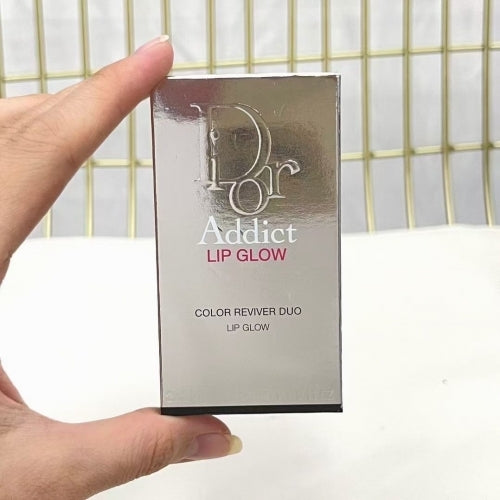 Dior
Addict
LIP GLOW
COLOR REVIVER DUO
LIP GLOW